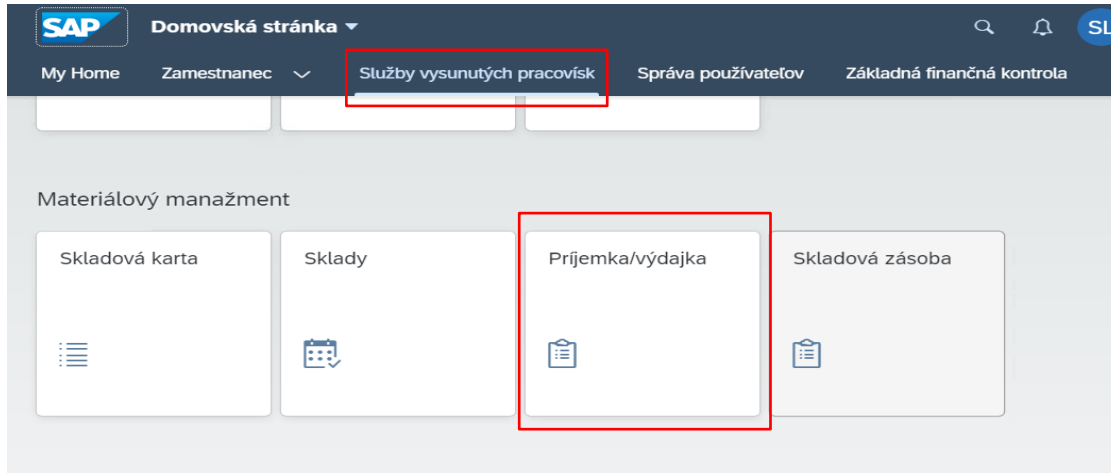 SAP Domovská stránka SL
My Home Zamestnanec Služby vysunutých pracovísk Správa používateľov Základná finančná kontrola
Materiálový manažment
Skladová karta Sklady Príjemka/výdajka Skladová zásoba